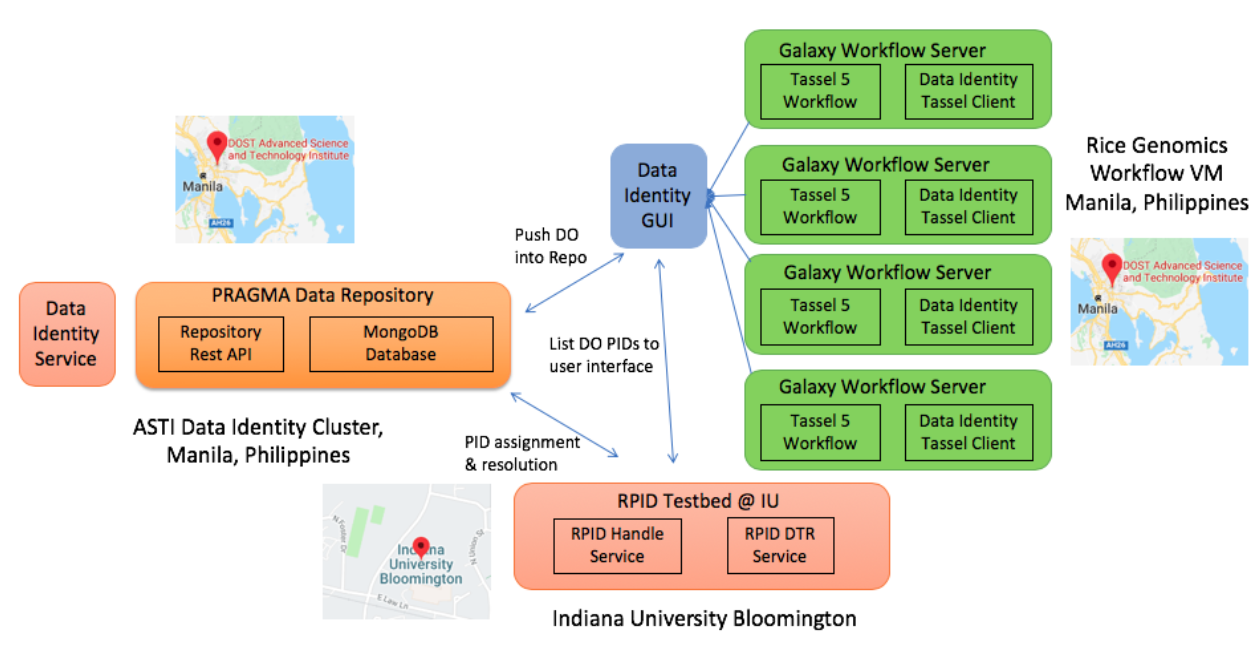 Galaxy Workflow Server
Tassel 5
Workflow
Data Identity
Tassel Client
Galaxy Workflow Server
Tassel 5
Workflow
Data Identity
Tassel Client
Galaxy Workflow Server
Tassel 5
Workflow
Data Identity
Tassel Client
Galaxy Workflow Server
Tassel 5
Workflow
Data Identity
Tassel Client
Rice Genomics
Workflow VM
Manila, Philippines
DOST Advanced Science
and Technology Institute
Manila
AH26
DOST Advanced Science
and Technology Institute
Manila
AH26
Data
Identity
GUI
Push DO
into Repo
List DO PIDs to
user interface
PID assignment
& resolution
Data
Identity
Service
PRAGMA Data Repository
Repository
Rest API
MongoDB
Database
ASTI Data Identity Cluster,
Manila, Philippines
N Foster Dr
Indiana
University
Bloomington
N Union St
E Law Ln
RPID Testbed @ IU
RPID Handle
Service
RPID DTR
Service
Indiana University Bloomington